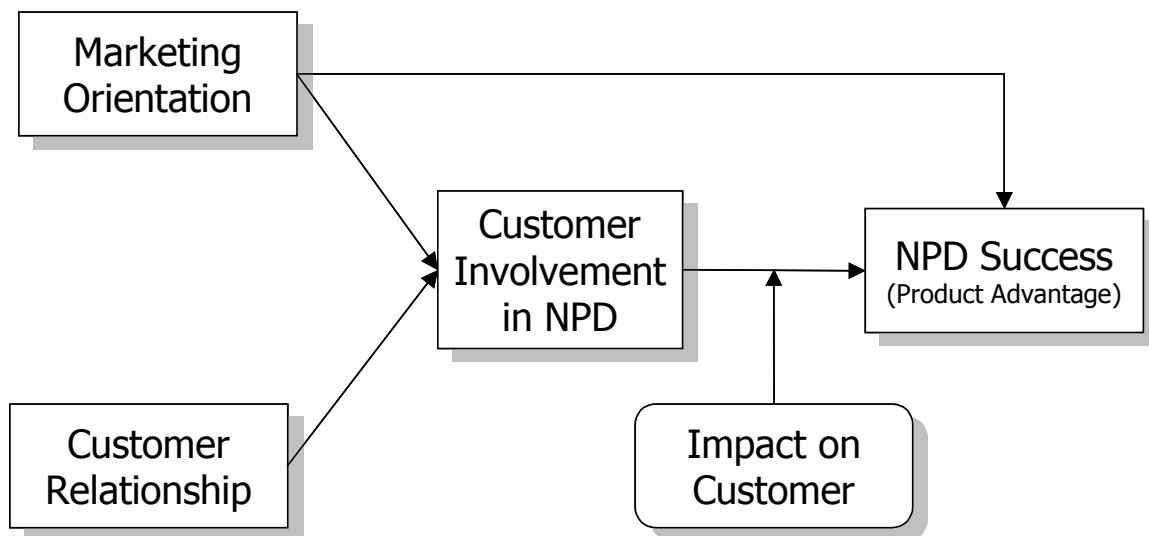 Marketing
Orientation
Customer
Involvement
in NPD
NPD Success
(Product Advantage)
Customer
Relationship
Impact on
Customer